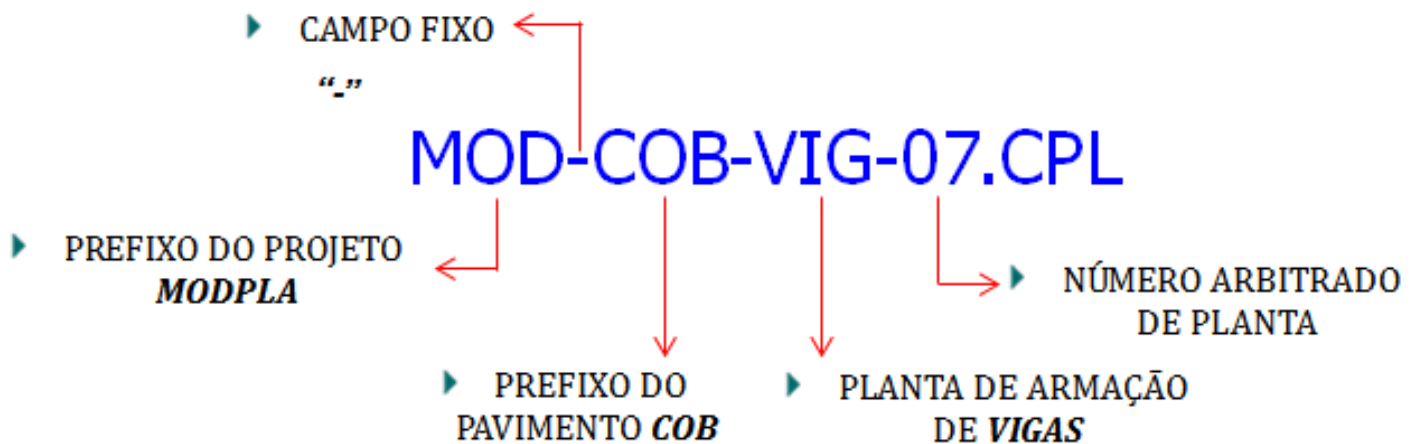 CAMPO FIXO
“-”
MOD-COB-VIG-07.CPL
PREFIXO DO PROJETO
MODPLA
NÚMERO ARBITRADO
DE PLANTA
PREFIXO DO
PAVIMENTO COB
PLANTA DE ARMAÇÃO
DE VIGAS